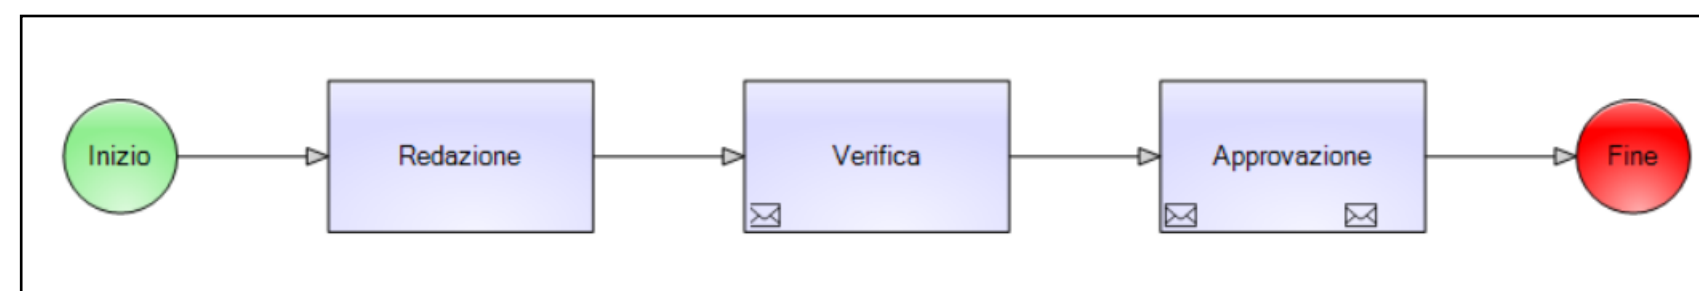 Inizio
Redazione
Verifica
Approvazione
Fine